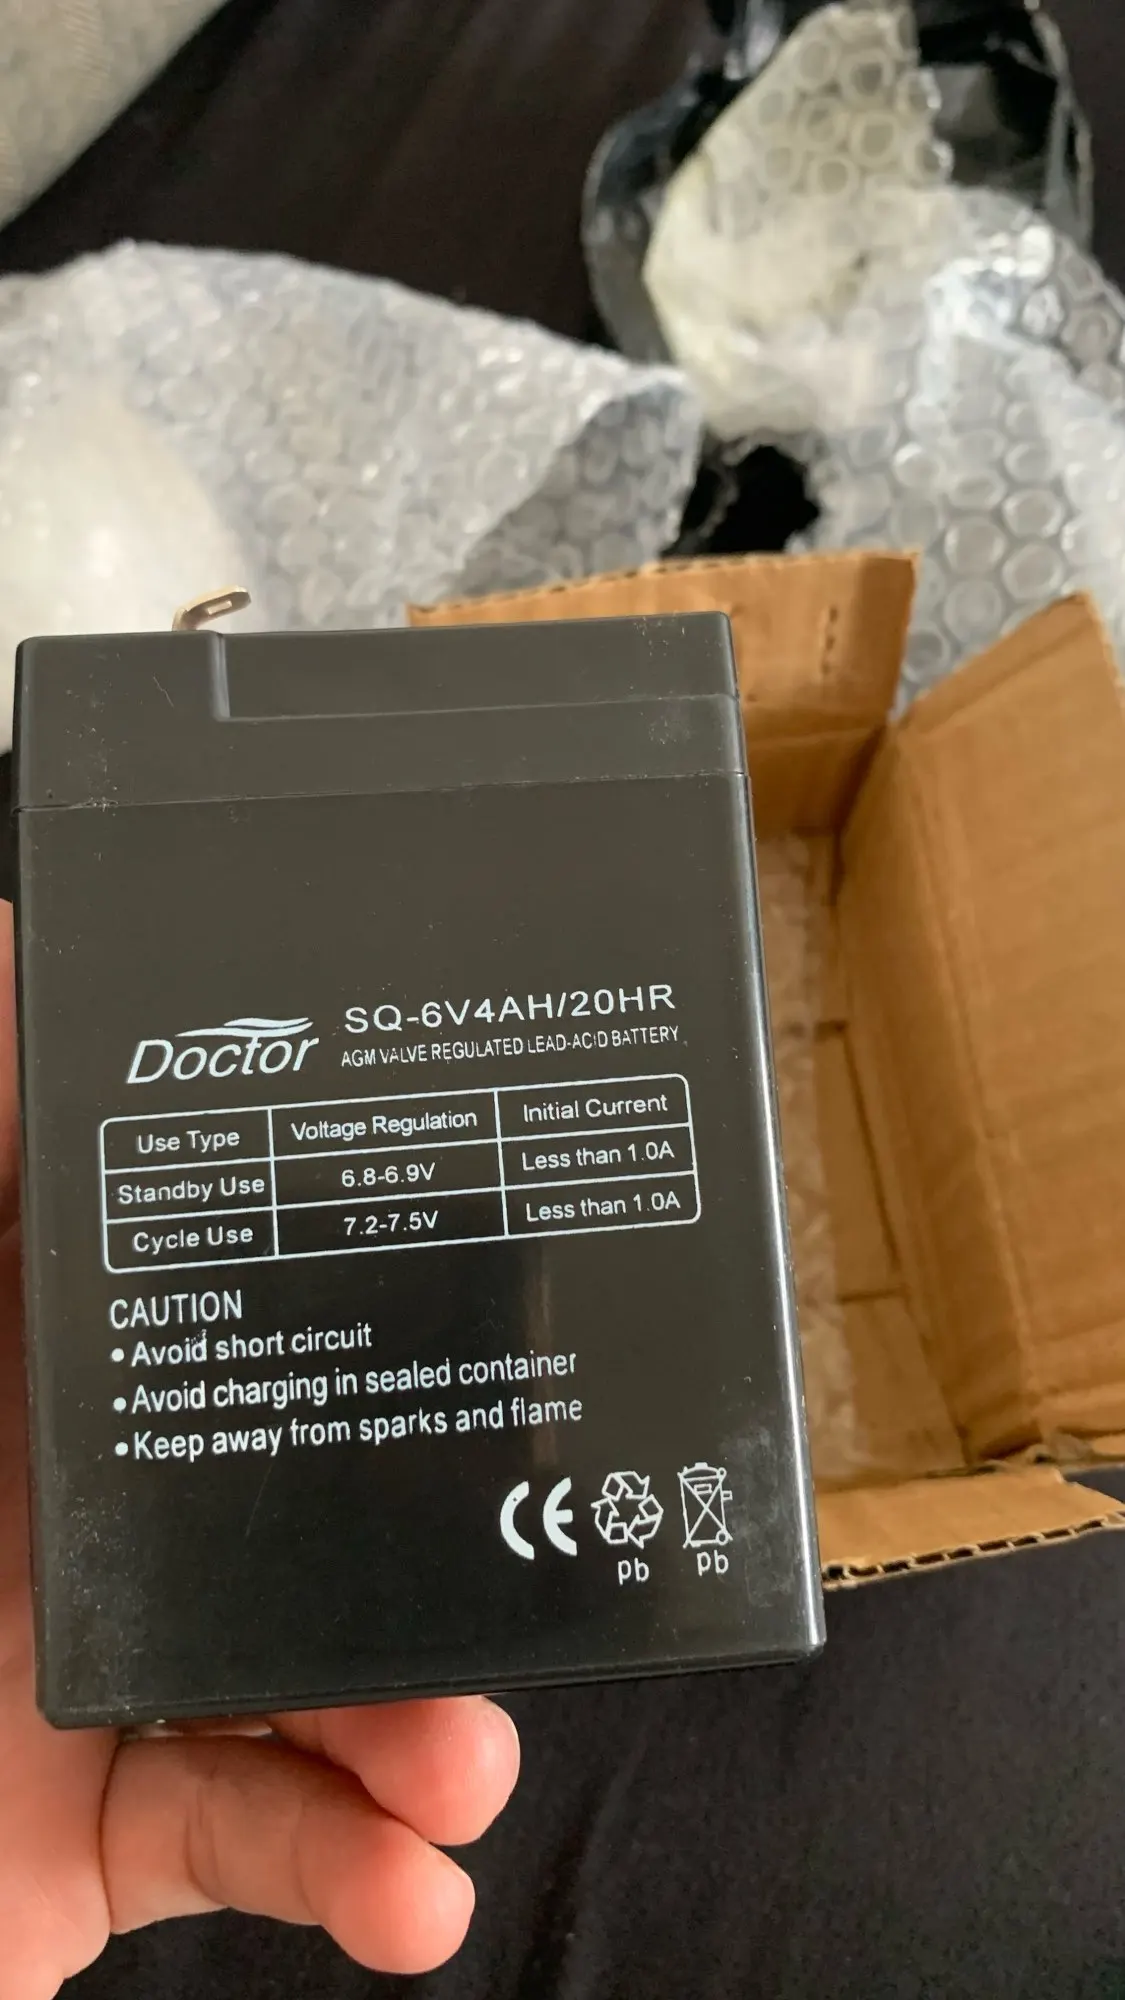 Doctor
SQ-6V4AH/20HR
AGM VALVE REGULATED LEAD-ACID BATTERY
Use Type Voltage Regulation Initial Current
Standby Use 6.8-6.9V Less than 1.0A
Cycle Use 7.2-7.5V Less than 1.0A
CAUTION
• Avoid short circuit
• Avoid charging in sealed container
• Keep away from sparks and flame
CE
pb pb